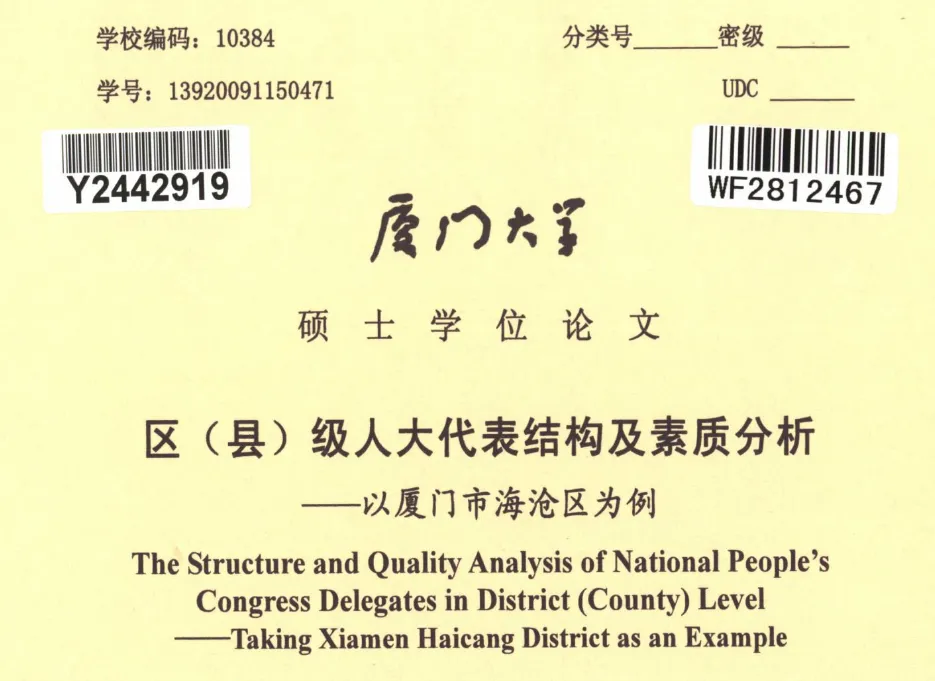 学校编码：10384
分类号______密级 ______
学号：13920091150471
UDC ______
Y2442919
WF2812467
厦门大学
硕士学位论文
区（县）级人大代表结构及素质分析
——以厦门市海沧区为例
The Structure and Quality Analysis of National People's
Congress Delegates in District (County) Level
——Taking Xiamen Haicang District as an Example